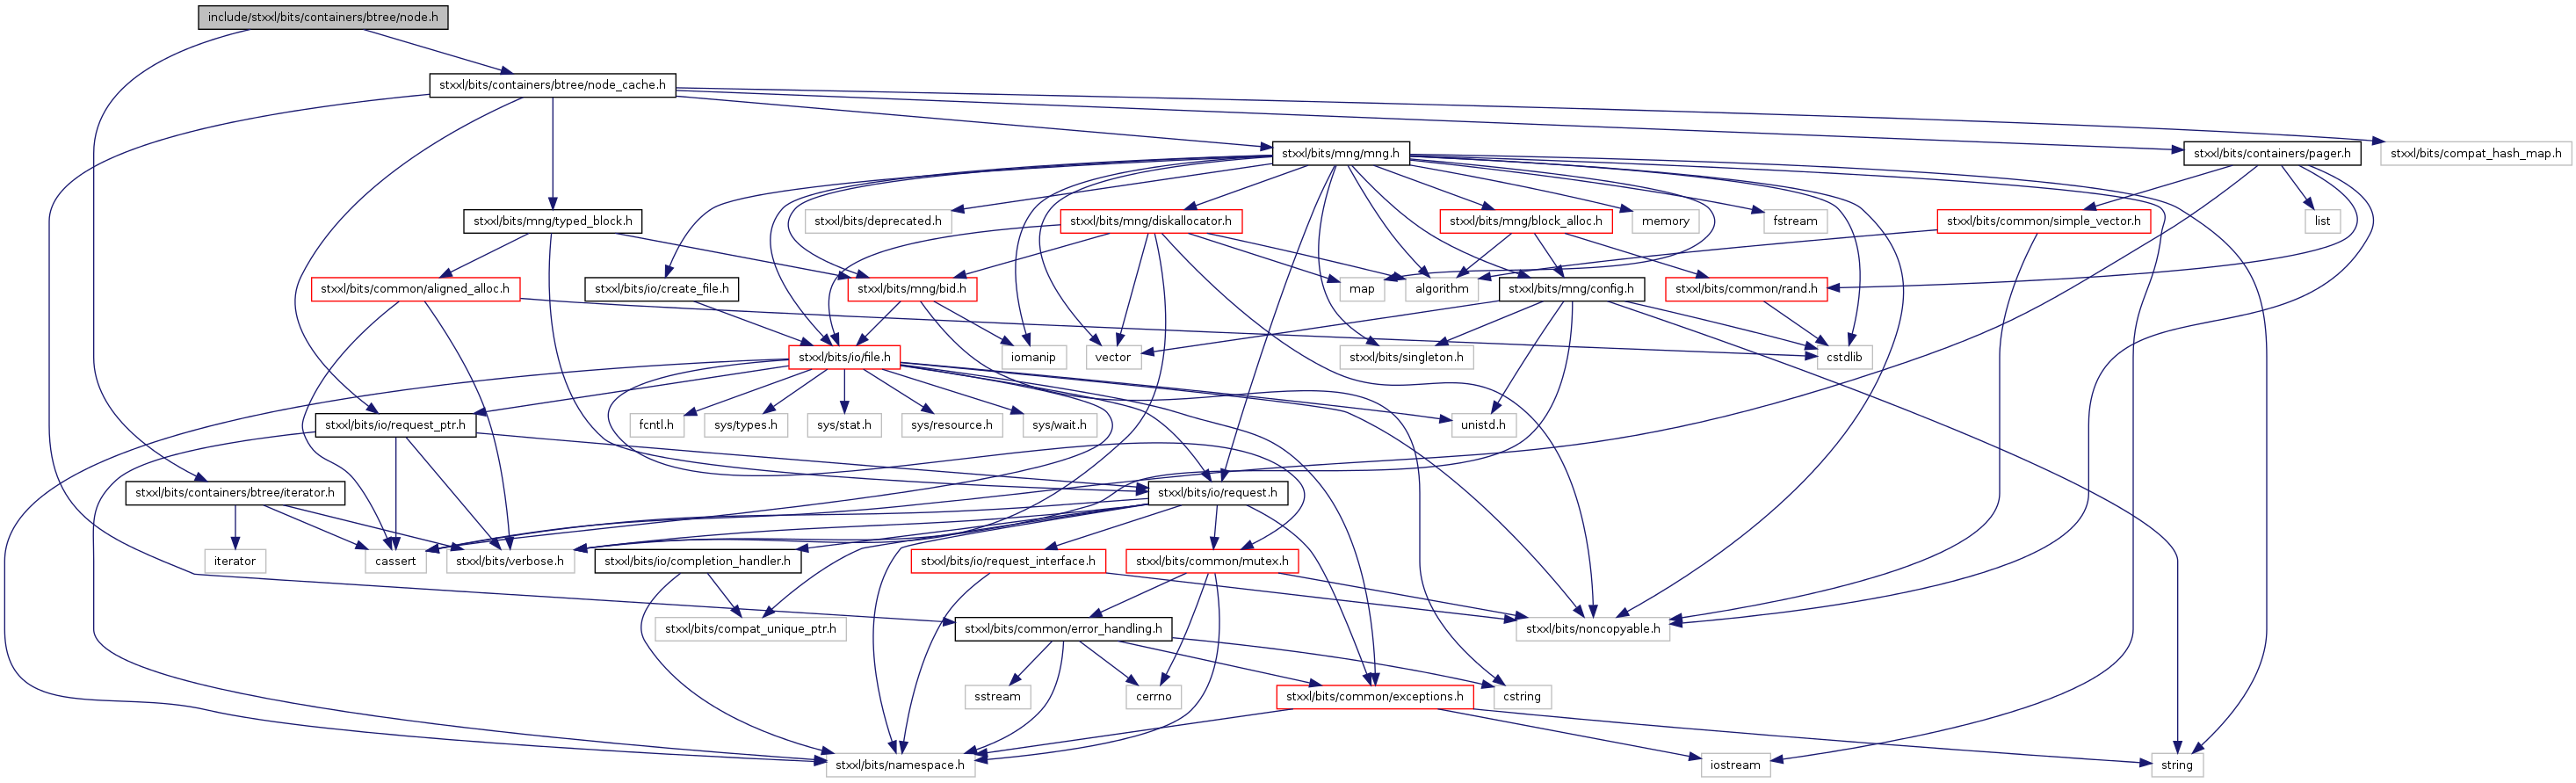 include/stxxl/bits/containers/btree/node.h
stxxl/bits/containers/btree/node_cache.h
stxxl/bits/mng/mng.h
stxxl/bits/containers/pager.h
stxxl/bits/compat_hash_map.h
stxxl/bits/mng/typed_block.h
stxxl/bits/deprecated.h
stxxl/bits/mng/diskallocator.h
stxxl/bits/mng/block_alloc.h
memory
fstream
stxxl/bits/common/simple_vector.h
list
stxxl/bits/common/aligned_alloc.h
stxxl/bits/io/create_file.h
stxxl/bits/mng/bid.h
map
algorithm
stxxl/bits/mng/config.h
stxxl/bits/common/rand.h
stxxl/bits/io/file.h
iomanip
vector
stxxl/bits/singleton.h
cstdlib
stxxl/bits/io/request_ptr.h
fcntl.h
sys/types.h
sys/stat.h
sys/resource.h
sys/wait.h
unistd.h
stxxl/bits/containers/btree/iterator.h
stxxl/bits/io/request.h
iterator
cassert
stxxl/bits/verbose.h
stxxl/bits/io/completion_handler.h
stxxl/bits/io/request_interface.h
stxxl/bits/common/mutex.h
stxxl/bits/compat_unique_ptr.h
stxxl/bits/common/error_handling.h
stxxl/bits/noncopyable.h
sstream
cerrno
stxxl/bits/common/exceptions.h
cstring
stxxl/bits/namespace.h
iostream
string